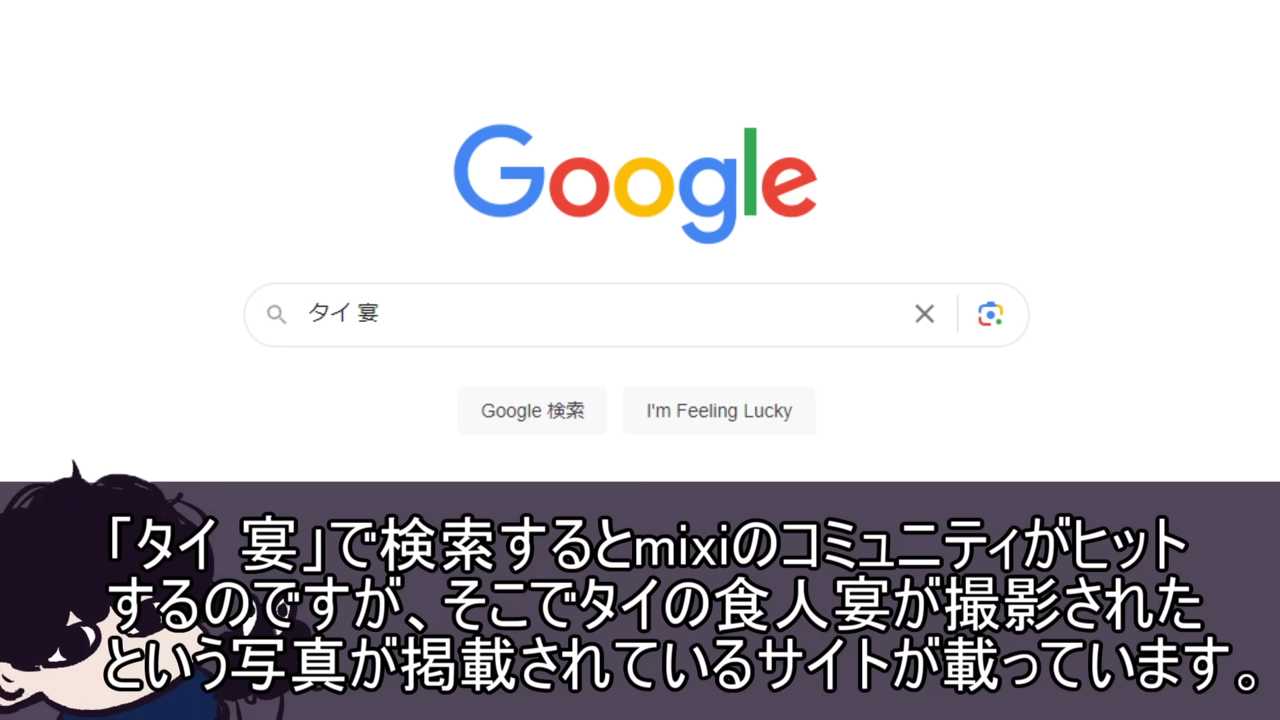 Google
タイ 宴
Google 検索
I'm Feeling Lucky
「タイ 宴」で検索するとmixiのコミュニティがヒット
するのですが、そこでタイの食人宴が撮影された
という写真が掲載されているサイトが載っています。